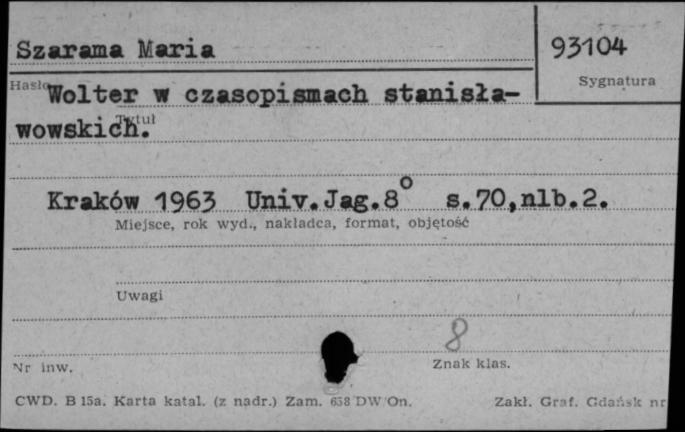 Szarama Maria
93104
Hasło
Sygnatura
Wolter w czasopismach stanisła-
wowskich.
Tytuł
Kraków 1963 Univ.Jag.8° s.70,nlb.2.
Miejsce, rok wyd., nakładca, format, objętość
Uwagi
8
Nr inw.
Znak klas.
CWD. B 15a. Karta katal. (z nadr.) Zam. 658 DW/On.
Zakł. Graf. Gdańsk nr